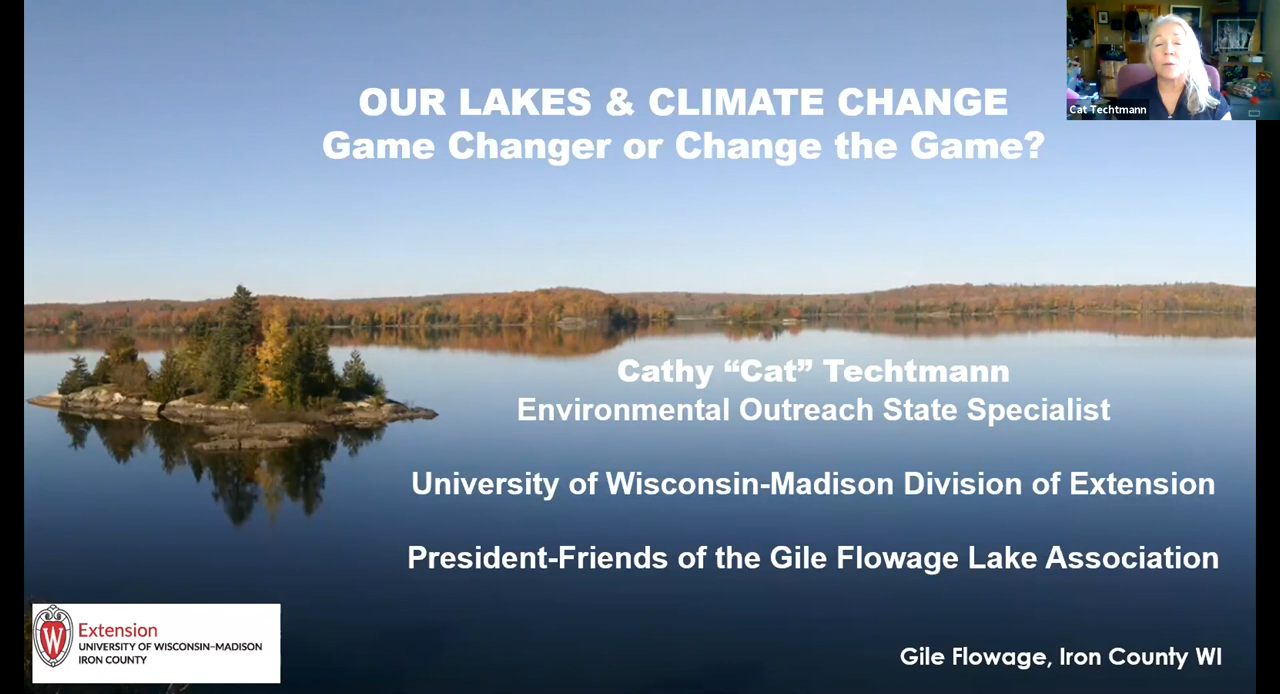 Cat Techtmann
OUR LAKES & CLIMATE CHANGE
Game Changer or Change the Game?
Cathy “Cat” Techtmann
Environmental Outreach State Specialist
University of Wisconsin-Madison Division of Extension
President-Friends of the Gile Flowage Lake Association
W
Extension
UNIVERSITY OF WISCONSIN–MADISON
IRON COUNTY
Gile Flowage, Iron County WI